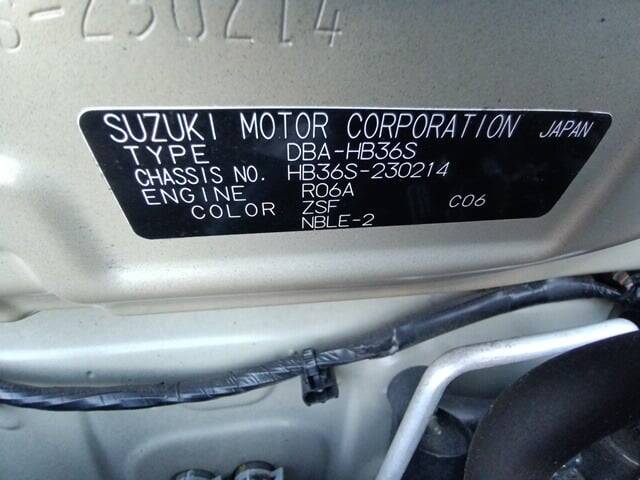 -230214
SUZUKI MOTOR CORPORATION JAPAN
TYPE DBA-HB36S
CHASSIS NO. HB36S-230214
ENGINE R06A
COLOR ZSF C06
NBLE-2